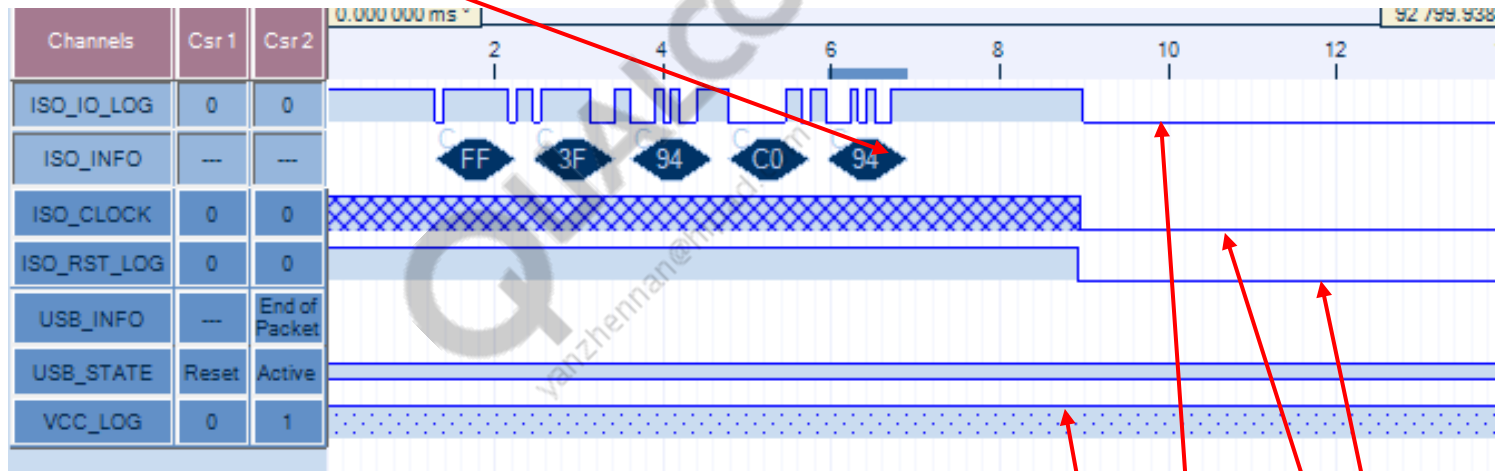 0.000 000 ms
92 799.938
Channels Csr 1 Csr 2
2 4 6 8 10 12
ISO_IO_LOG 0 0
ISO_INFO --- --- C FF C 3F C 94 C C0 C 94
ISO_CLOCK 0 0
ISO_RST_LOG 0 0
USB_INFO --- End of Packet
USB_STATE Reset Active
VCC_LOG 0 1
QUALCO